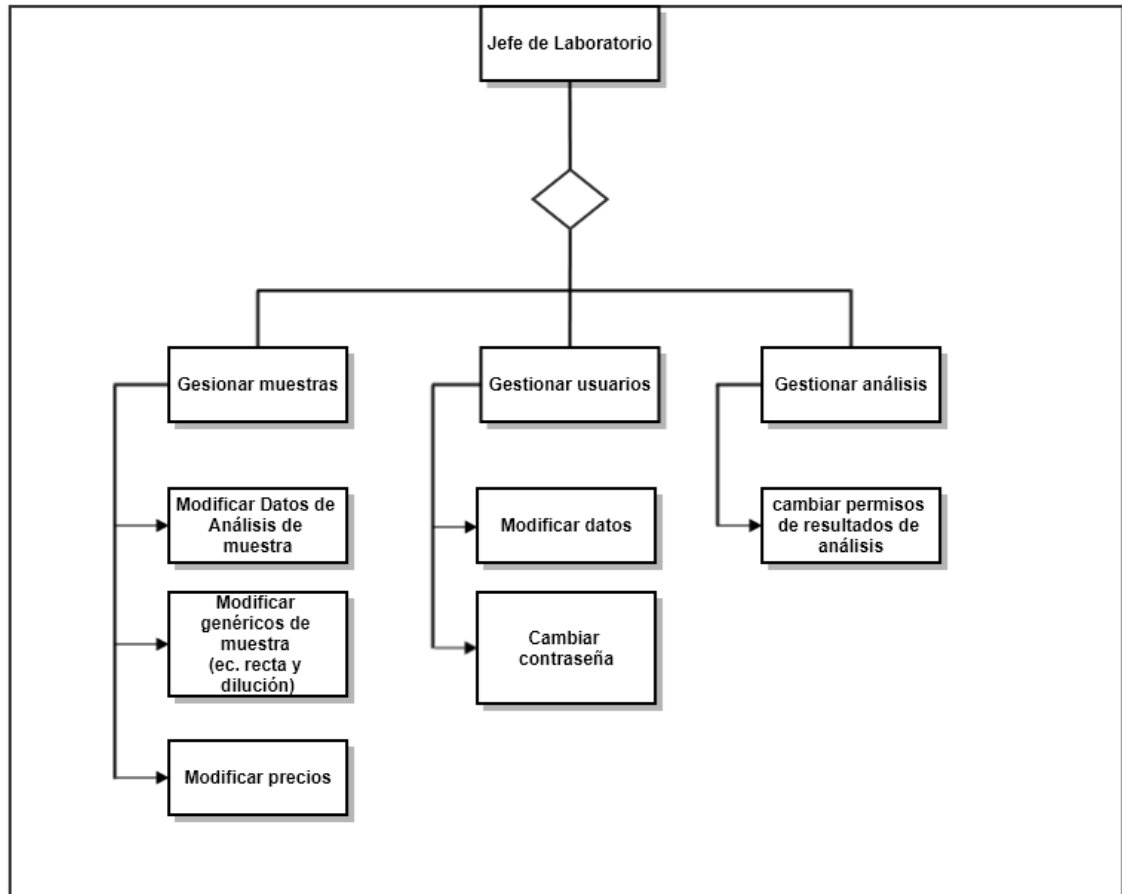 Jefe de Laboratorio
Gesionar muestras
Gestionar usuarios
Gestionar análisis
Modificar Datos de
Análisis de
muestra
Modificar datos
cambiar permisos
de resultados de
análisis
Modificar
genéricos de
muestra
(ec. recta y
dilución)
Cambiar
contraseña
Modificar precios